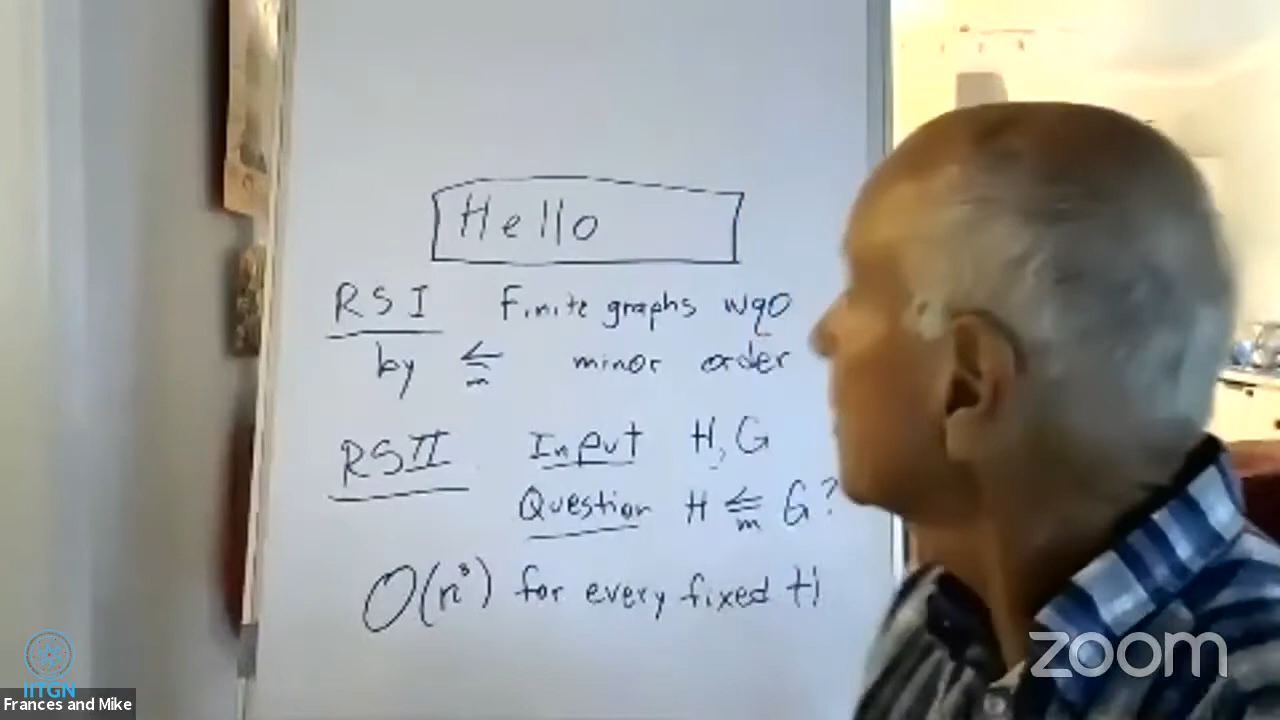 Hello
RS I Finite graphs wqo
by ≤m minor order
RS II Input H, G
Question H ≤m G?
O(n³) for every fixed H
zoom
IITGN
Frances and Mike